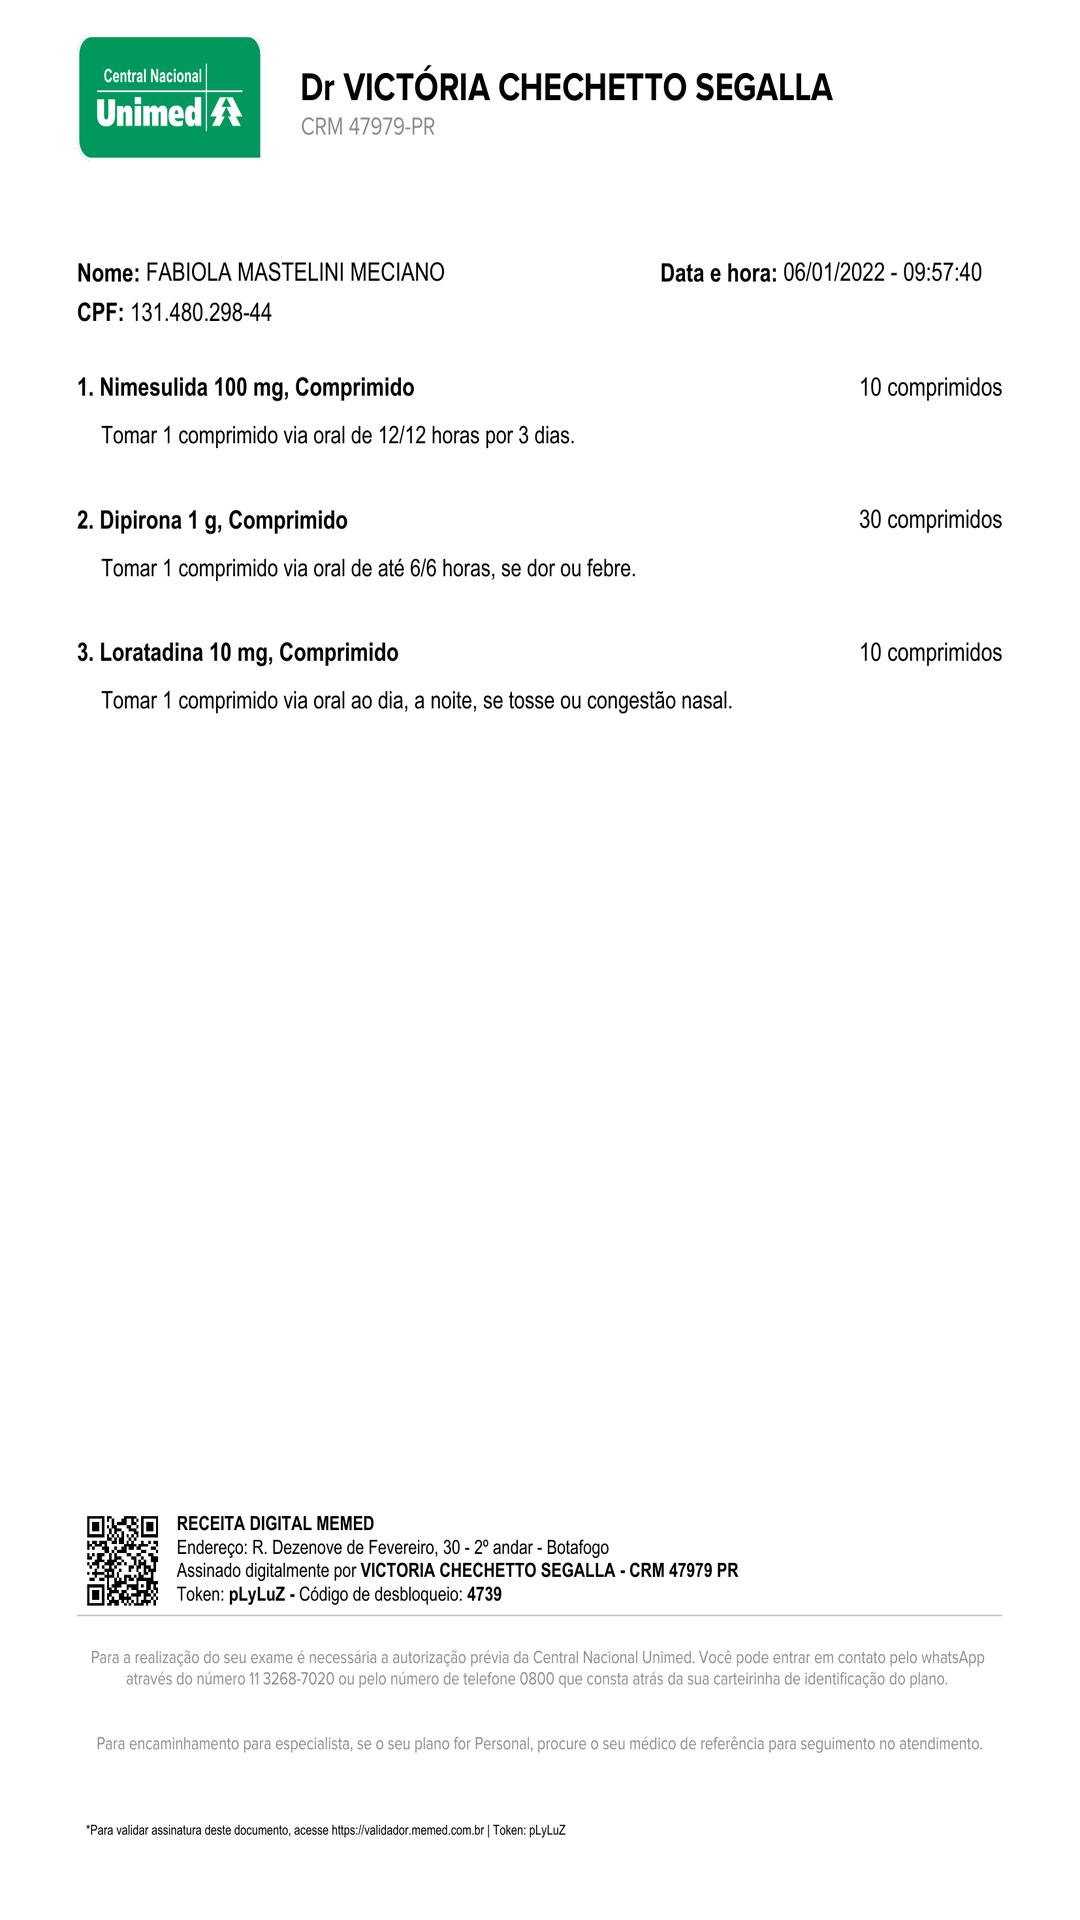 Central Nacional
Unimed
Dr VICTÓRIA CHECHETTO SEGALLA
CRM 47979-PR
Nome: FABIOLA MASTELINI MECIANO
Data e hora: 06/01/2022 - 09:57:40
CPF: 131.480.298-44
1. Nimesulida 100 mg, Comprimido
10 comprimidos
Tomar 1 comprimido via oral de 12/12 horas por 3 dias.
2. Dipirona 1 g, Comprimido
30 comprimidos
Tomar 1 comprimido via oral de até 6/6 horas, se dor ou febre.
3. Loratadina 10 mg, Comprimido
10 comprimidos
Tomar 1 comprimido via oral ao dia, a noite, se tosse ou congestão nasal.
RECEITA DIGITAL MEMED
Endereço: R. Dezenove de Fevereiro, 30 - 2º andar - Botafogo
Assinado digitalmente por VICTORIA CHECHETTO SEGALLA - CRM 47979 PR
Token: pLyLuZ - Código de desbloqueio: 4739
Para a realização do seu exame é necessária a autorização prévia da Central Nacional Unimed. Você pode entrar em contato pelo whatsApp
através do número 11 3268-7020 ou pelo número de telefone 0800 que consta atrás da sua carteirinha de identificação do plano.
Para encaminhamento para especialista, se o seu plano for Personal, procure o seu médico de referência para seguimento no atendimento.
*Para validar assinatura deste documento, acesse https://validador.memed.com.br | Token: pLyLuZ